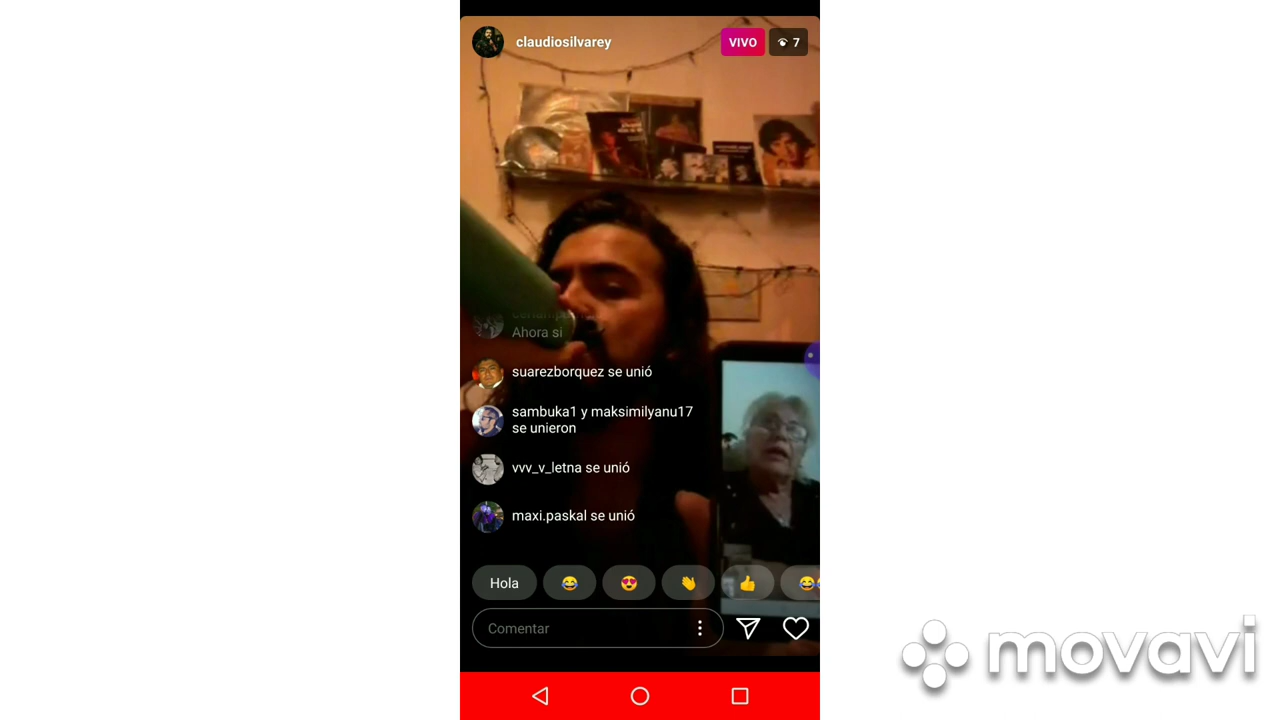 claudiosilvarey
VIVO
7
Ahora si
suarezborquez se unió
sambuka1 y maksimilyanu17
se unieron
vvv_v_letna se unió
maxi.paskal se unió
Hola
Comentar
movavi